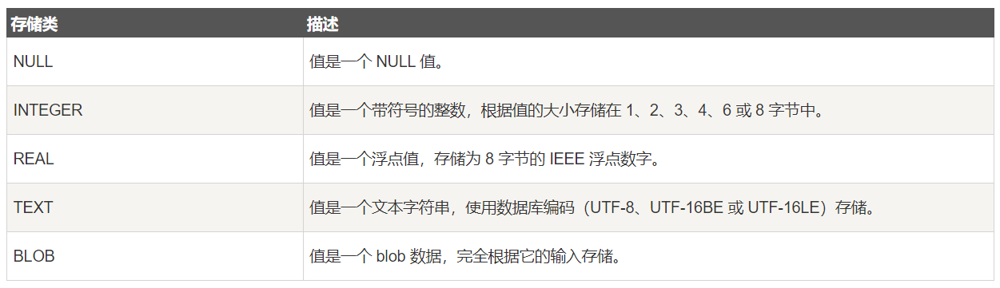 存储类 描述
NULL 值是一个 NULL 值。
INTEGER 值是一个带符号的整数，根据值的大小存储在 1、2、3、4、6 或 8 字节中。
REAL 值是一个浮点值，存储为 8 字节的 IEEE 浮点数字。
TEXT 值是一个文本字符串，使用数据库编码（UTF-8、UTF-16BE 或 UTF-16LE）存储。
BLOB 值是一个 blob 数据，完全根据它的输入存储。